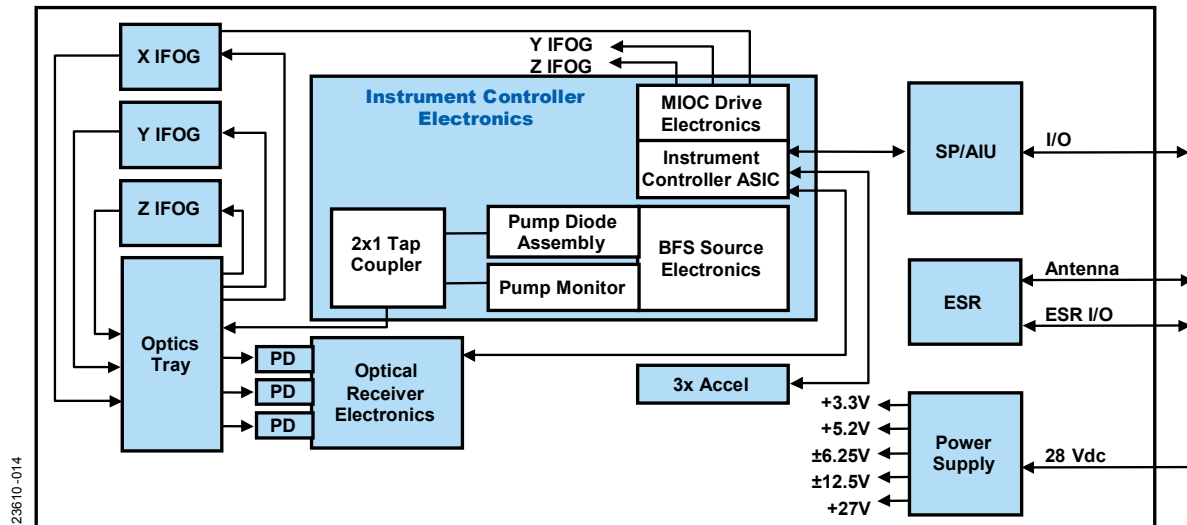 X IFOG
Y IFOG
Z IFOG
Optics
Tray
PD
PD
PD
Optical
Receiver
Electronics
Y IFOG
Z IFOG
Instrument Controller
Electronics
MIOC Drive
Electronics
Instrument
Controller ASIC
2x1 Tap
Coupler
Pump Diode
Assembly
Pump Monitor
BFS Source
Electronics
3x Accel
SP/AIU
I/O
ESR
Antenna
ESR I/O
+3.3V
+5.2V
±6.25V
±12.5V
+27V
Power
Supply
28 Vdc
23610-014